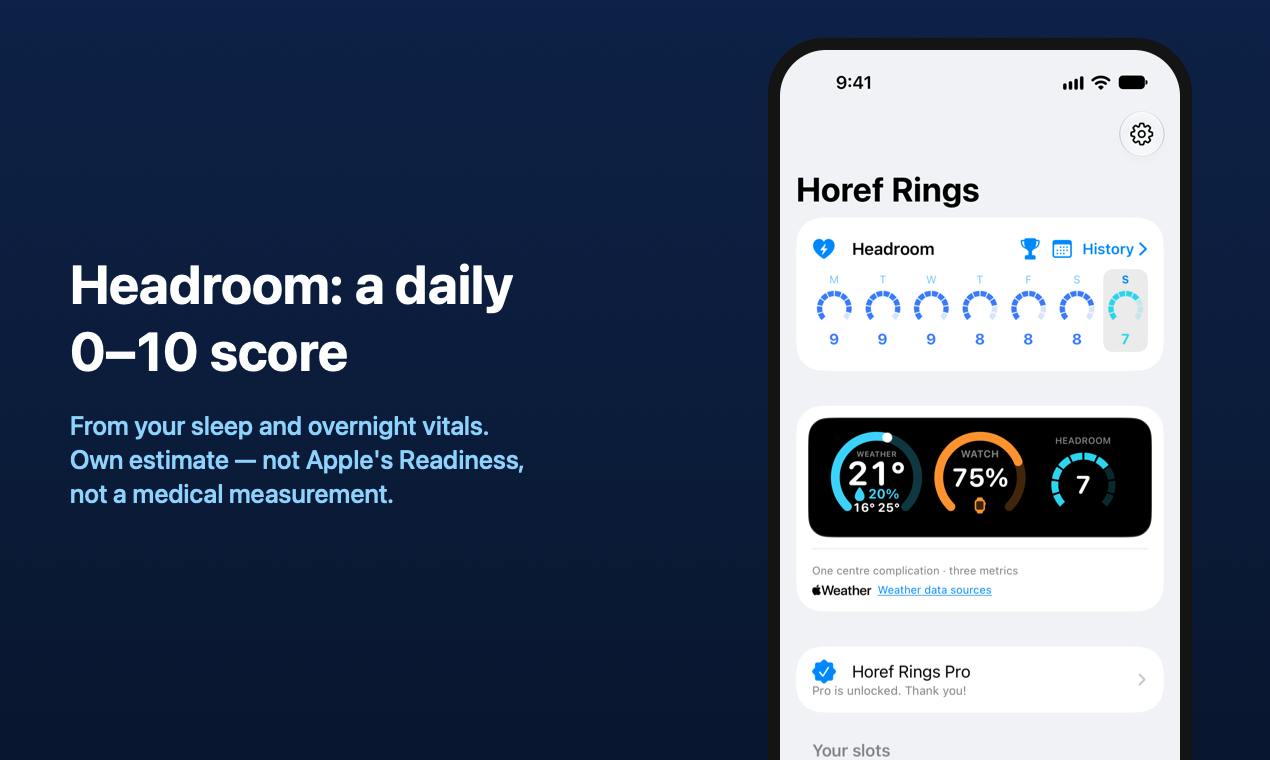 Headroom: a daily
0–10 score
From your sleep and overnight vitals.
Own estimate — not Apple's Readiness,
not a medical measurement.
9:41
Horef Rings
Headroom
History
M T W T F S S
9 9 9 8 8 8 7
WEATHER
21°
20%
16° 25°
WATCH
75%
HEADROOM
7
One centre complication · three metrics
Weather Weather data sources
Horef Rings Pro
Pro is unlocked. Thank you!
Your slots